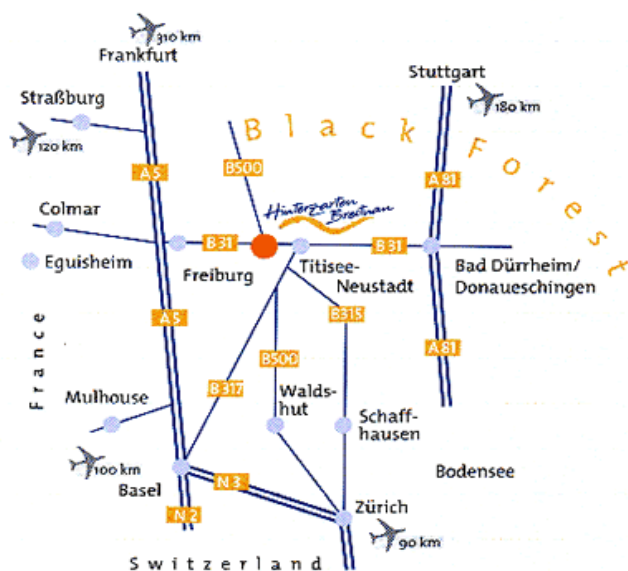 310 km
Frankfurt
Stuttgart
180 km
Straßburg
120 km
Black Forest
B500
A5
A81
Hinterzarten
Breitnau
Colmar
B31
B31
Eguisheim
Freiburg
Titisee-
Neustadt
Bad Dürrheim/
Donaueschingen
France
A5
B315
A81
B500
B317
Mulhouse
Walds-
hut
Schaff-
hausen
100 km
Basel
N3
Bodensee
N2
Zürich
90 km
Switzerland